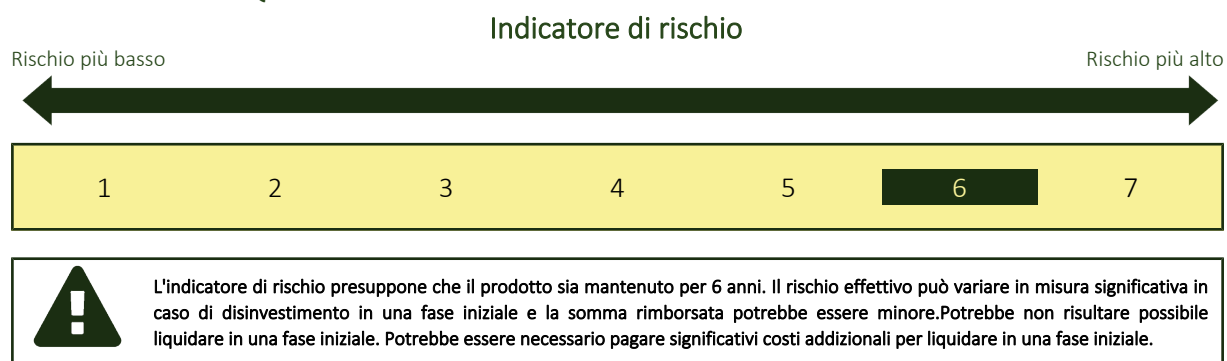 Indicatore di rischio
Rischio più basso
Rischio più alto
1 2 3 4 5 6 7
L'indicatore di rischio presuppone che il prodotto sia mantenuto per 6 anni. Il rischio effettivo può variare in misura significativa in
caso di disinvestimento in una fase iniziale e la somma rimborsata potrebbe essere minore.Potrebbe non risultare possibile
liquidare in una fase iniziale. Potrebbe essere necessario pagare significativi costi addizionali per liquidare in una fase iniziale.